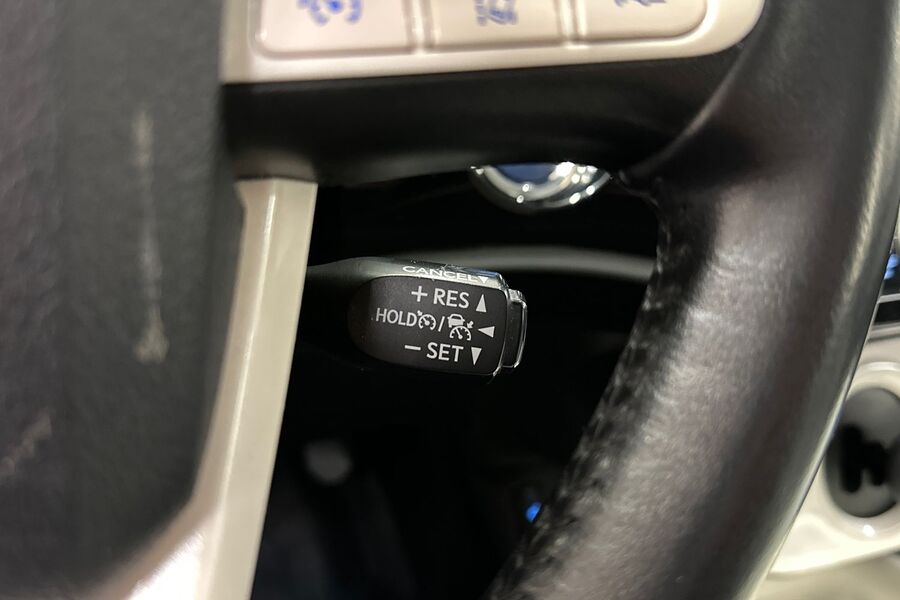 CANCEL▼
+ RES ▲
HOLD / ◀
− SET ▼